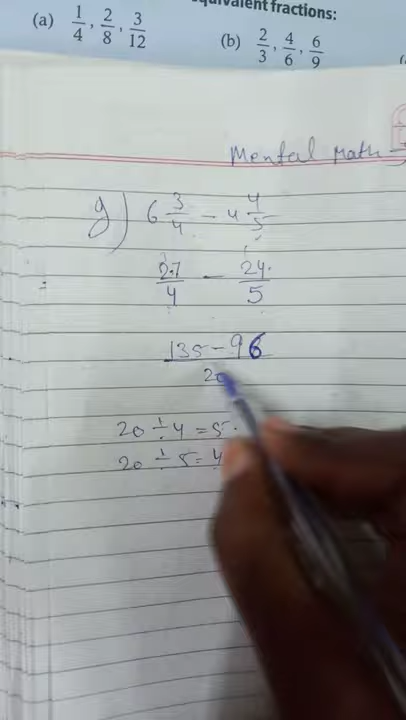 equivalent fractions:
(a) 1/4, 2/8, 3/12
(b) 2/3, 4/6, 6/9
Mental Math
g) 6 3/4 - 4 4/5
27/4 - 24/5
135 - 96
20
20 ÷ 4 = 5
20 ÷ 5 = 4